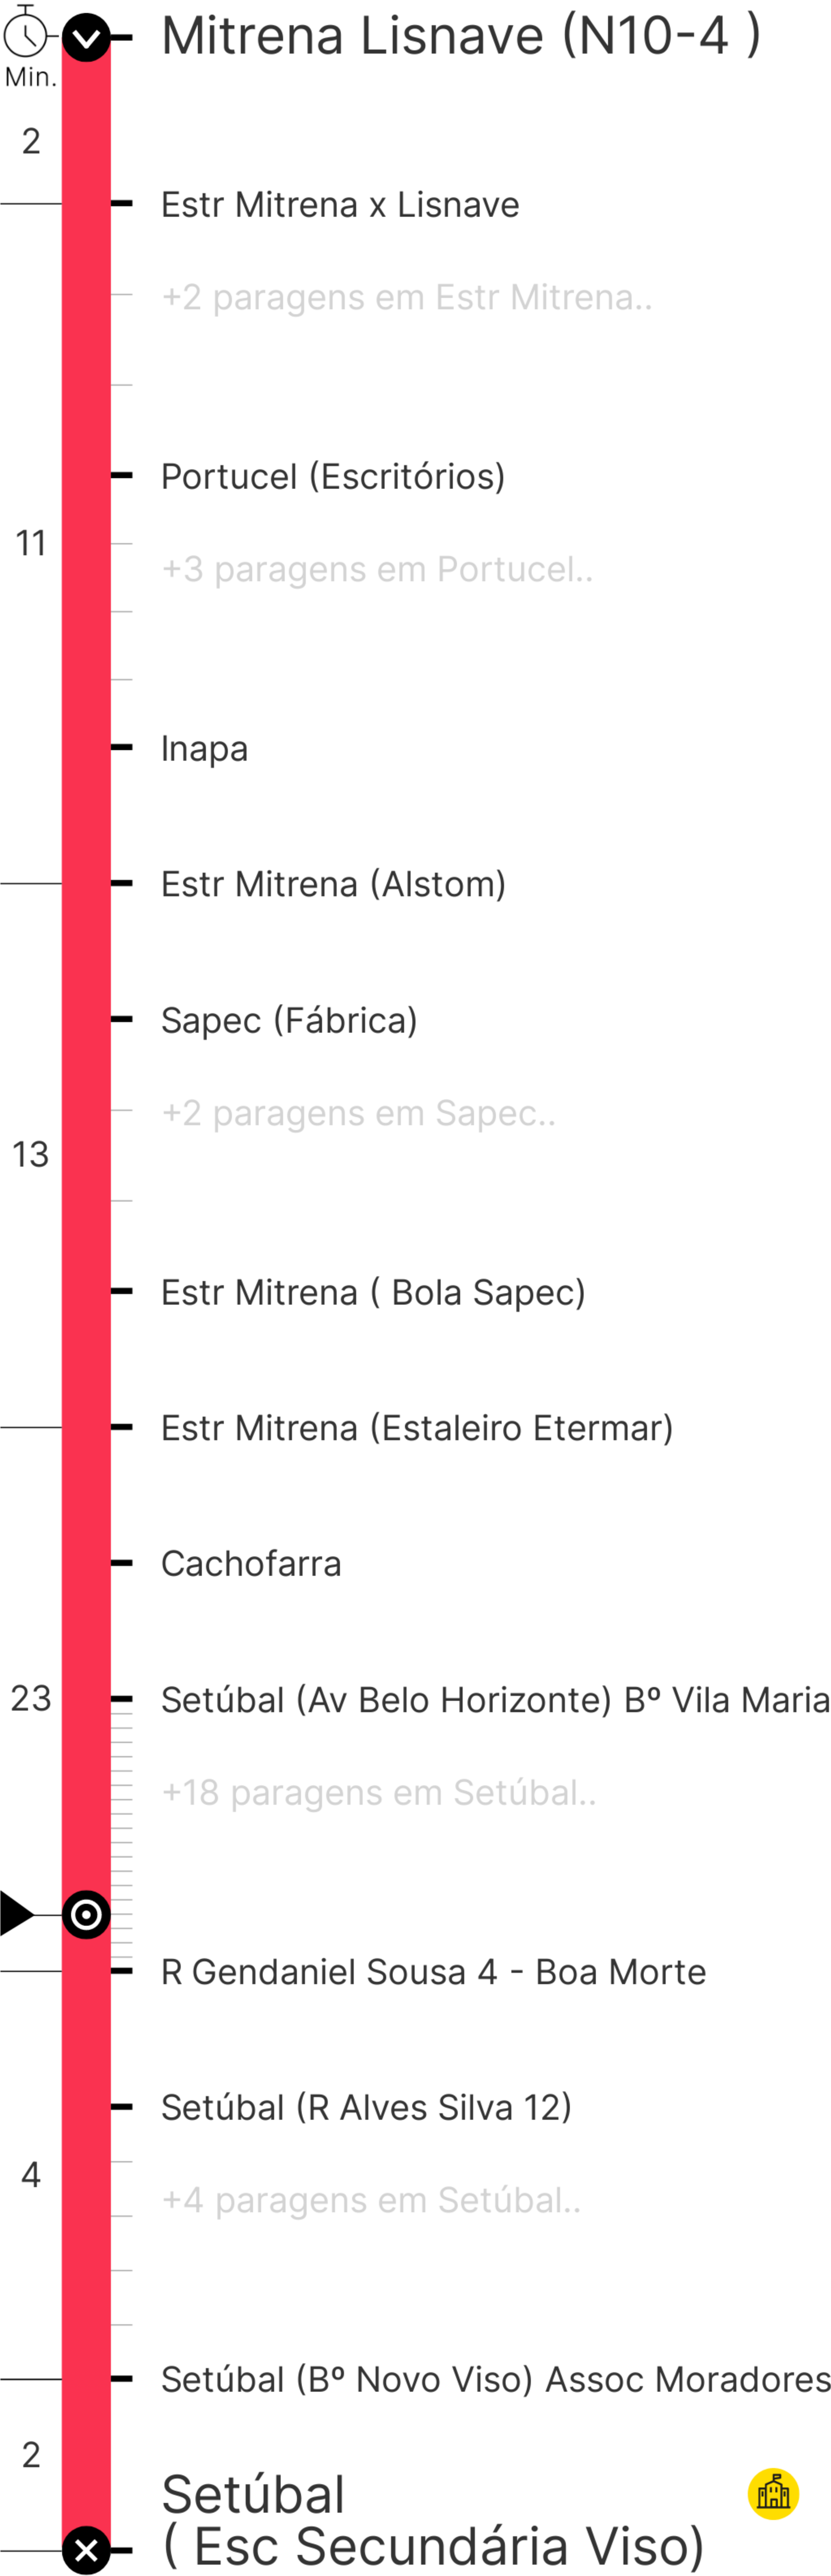 Mitrena Lisnave (N10-4 )
Min.
2
Estr Mitrena x Lisnave
+2 paragens em Estr Mitrena..
Portucel (Escritórios)
11
+3 paragens em Portucel..
Inapa
Estr Mitrena (Alstom)
Sapec (Fábrica)
+2 paragens em Sapec..
13
Estr Mitrena ( Bola Sapec)
Estr Mitrena (Estaleiro Etermar)
Cachofarra
23
Setúbal (Av Belo Horizonte) Bº Vila Maria
+18 paragens em Setúbal..
R Gendaniel Sousa 4 - Boa Morte
Setúbal (R Alves Silva 12)
4
+4 paragens em Setúbal..
Setúbal (Bº Novo Viso) Assoc Moradores
2
Setúbal
( Esc Secundária Viso)